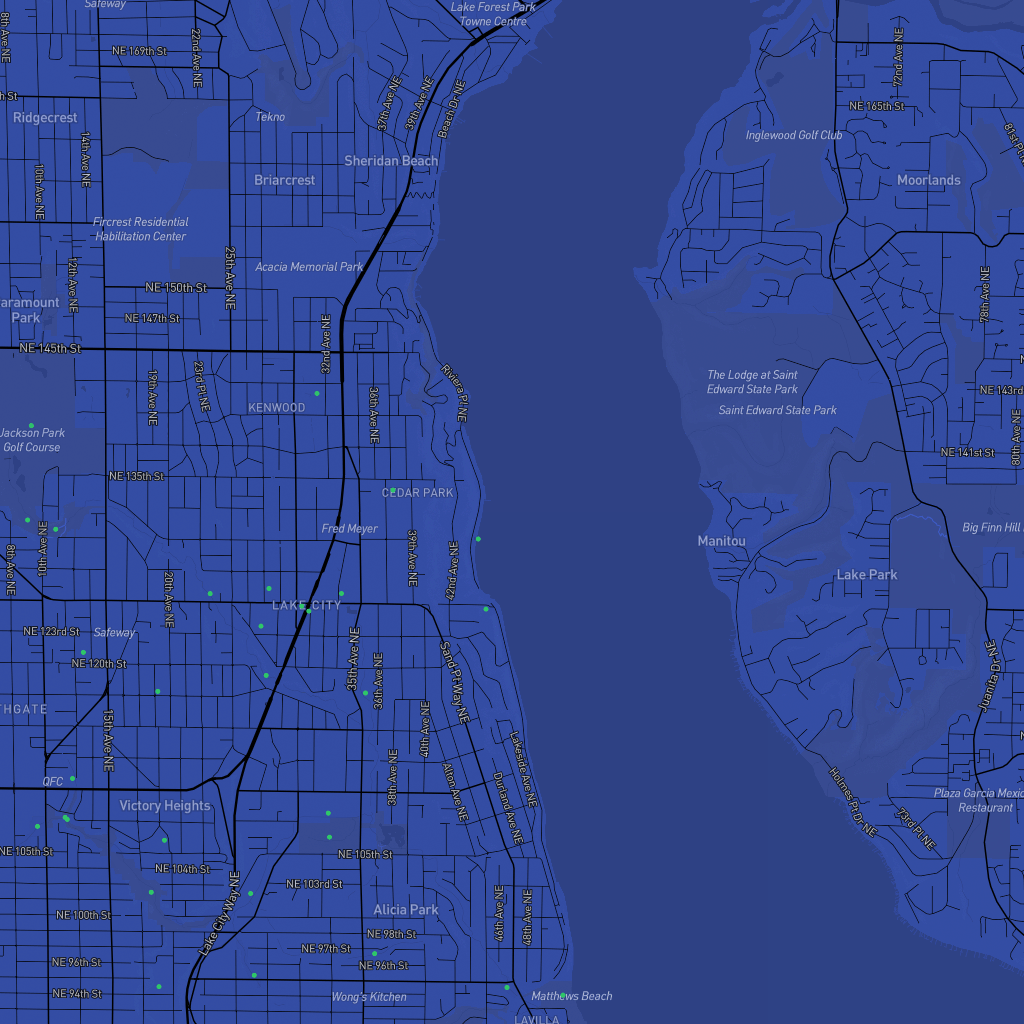 Safeway
Lake Forest Park
Towne Centre
8th Ave NE
22nd Ave NE
NE 169th St
72nd Ave NE
37th Ave NE
39th Ave NE
Beach Dr NE
NE 165th St
Ridgecrest
Tekno
Inglewood Golf Club
14th Ave NE
Sheridan Beach
10th Ave NE
Briarcrest
Moorlands
Fircrest Residential
Habilitation Center
12th Ave NE
25th Ave NE
Acacia Memorial Park
NE 150th St
78th Ave NE
Park
NE 147th St
32nd Ave NE
NE 145th St
19th Ave NE
23rd Pl NE
36th Ave NE
Riviera Pl NE
The Lodge at Saint
Edward State Park
KENWOOD
Saint Edward State Park
NE 143rd
80th Ave NE
Jackson Park
Golf Course
NE 135th St
NE 141st St
CEDAR PARK
Fred Meyer
Big Finn Hill
8th Ave NE
10th Ave NE
39th Ave NE
42nd Ave NE
Manitou
20th Ave NE
Lake Park
LAKE CITY
NE 123rd St
Safeway
NE 120th St
35th Ave NE
36th Ave NE
Sand Pt Way NE
Juanita Dr NE
THGATE
15th Ave NE
40th Ave NE
Lakeside Ave NE
QFC
38th Ave NE
Alton Ave NE
Durland Ave NE
Holmes Pt Dr NE
Victory Heights
Plaza Garcia Mexic
Restaurant
73rd Pl NE
NE 105th St
NE 105th St
NE 104th St
NE 103rd St
Lake City Way NE
NE 100th St
Alicia Park
46th Ave NE
48th Ave NE
NE 98th St
NE 97th St
NE 96th St
NE 96th St
NE 94th St
Wong's Kitchen
Matthews Beach
LAVILLA